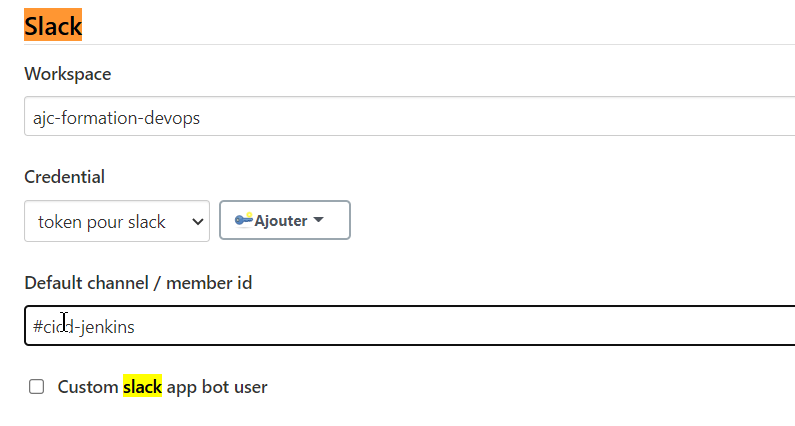 Slack
Workspace
ajc-formation-devops
Credential
token pour slack
Ajouter
Default channel / member id
#cicd-jenkins
Custom slack app bot user